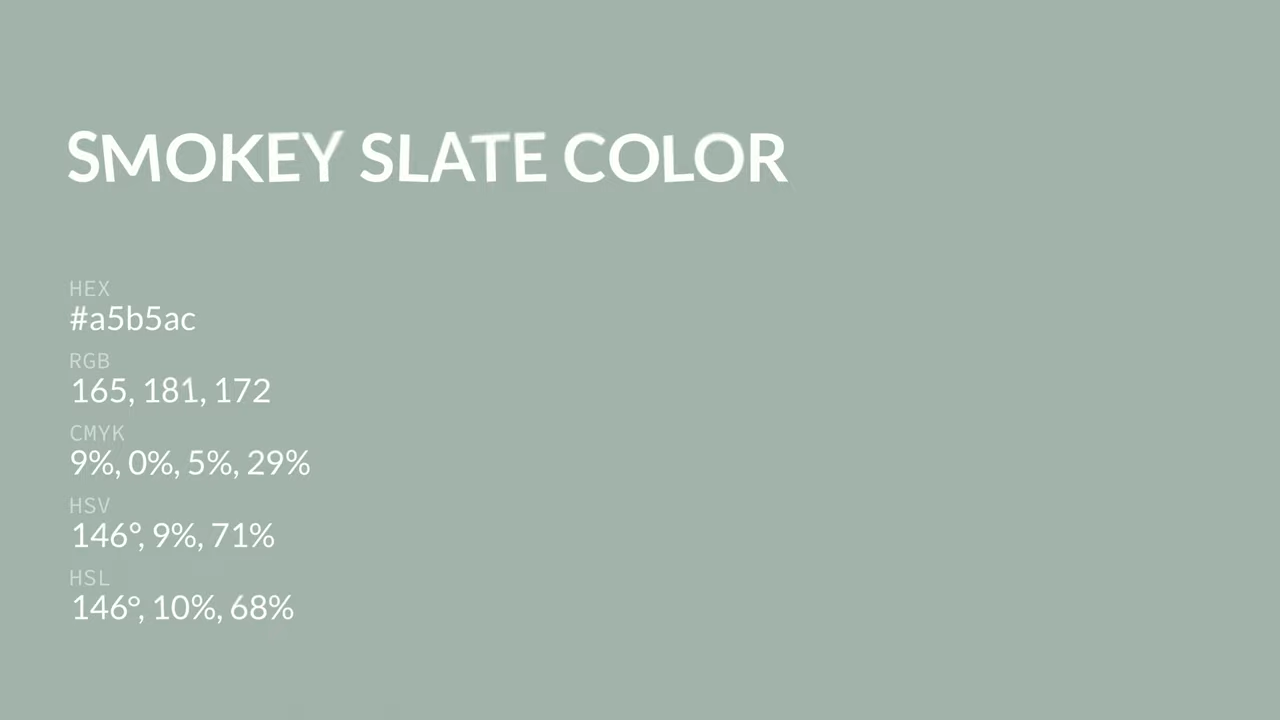 SMOKEY SLATE COLOR
HEX
#a5b5ac
RGB
165, 181, 172
CMYK
9%, 0%, 5%, 29%
HSV
146°, 9%, 71%
HSL
146°, 10%, 68%